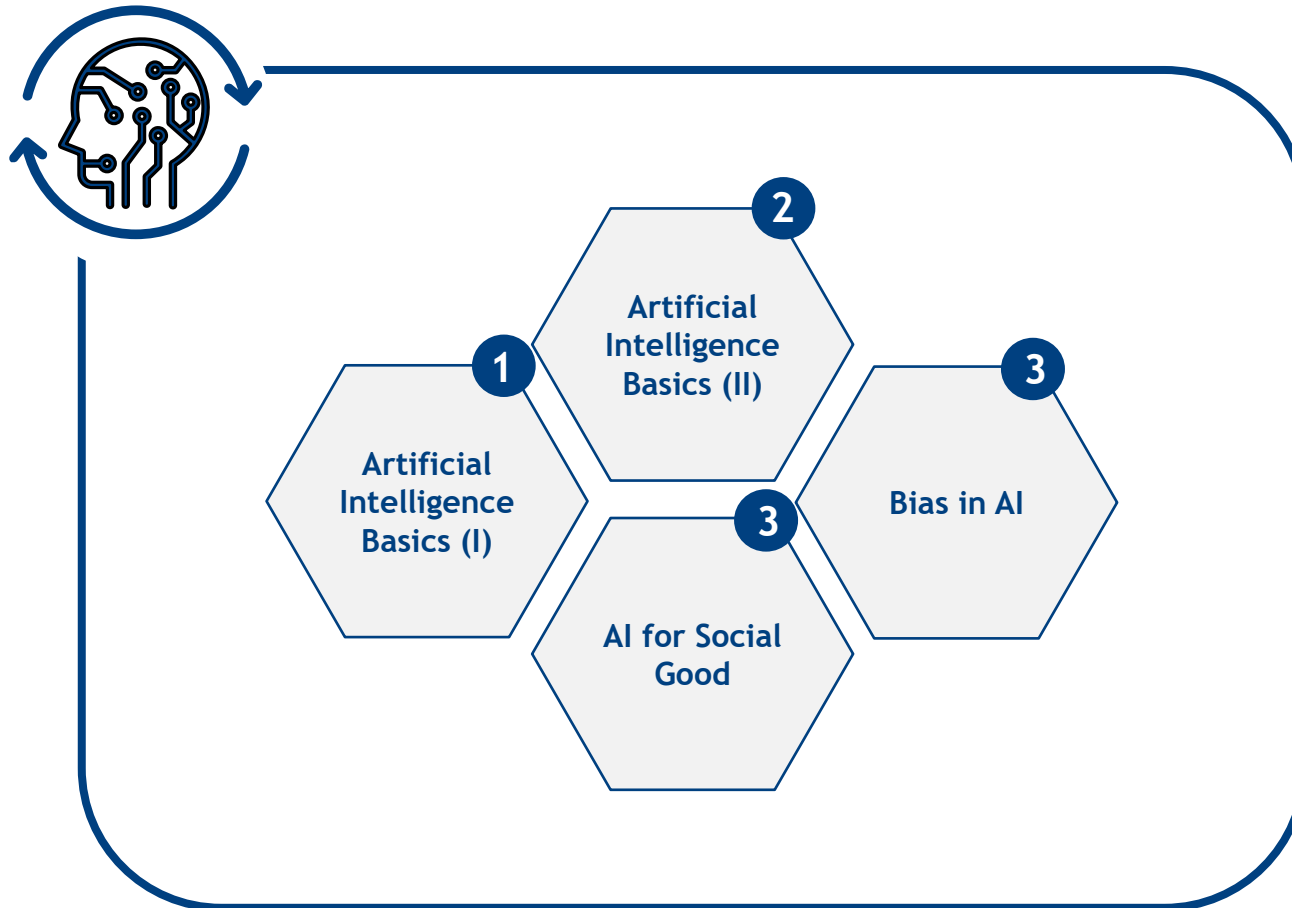 1
Artificial
Intelligence
Basics (I)
2
Artificial
Intelligence
Basics (II)
3
AI for Social
Good
3
Bias in AI